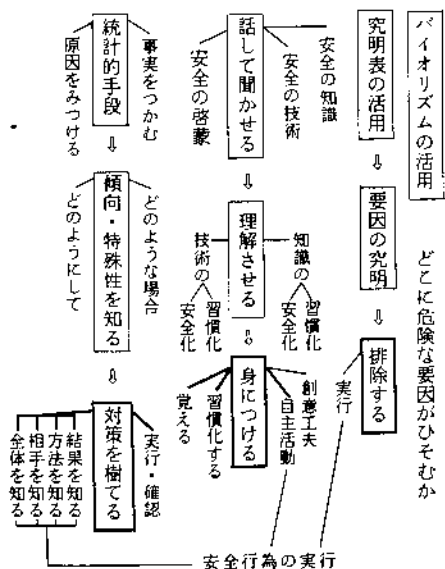 バイオリズムの活用
どこに危険な要因がひそむか
究明表の活用
⇩
要因の究明
⇩
排除する
実行
安全の知識
安全の技術
話して聞かせる
安全の啓蒙
⇩
知識の
習慣化
安全化
理解させる
技術の
習慣化
安全化
⇩
創意工夫
自主活動
身につける
習慣化する
覚える
事実をつかむ
統計的手段
原因をみつける
⇩
どのような場合
傾向・特殊性を知る
どのようにして
⇩
実行・確認
対策を樹てる
結果を知る
方法を知る
相手を知る
全体を知る
安全行為の実行